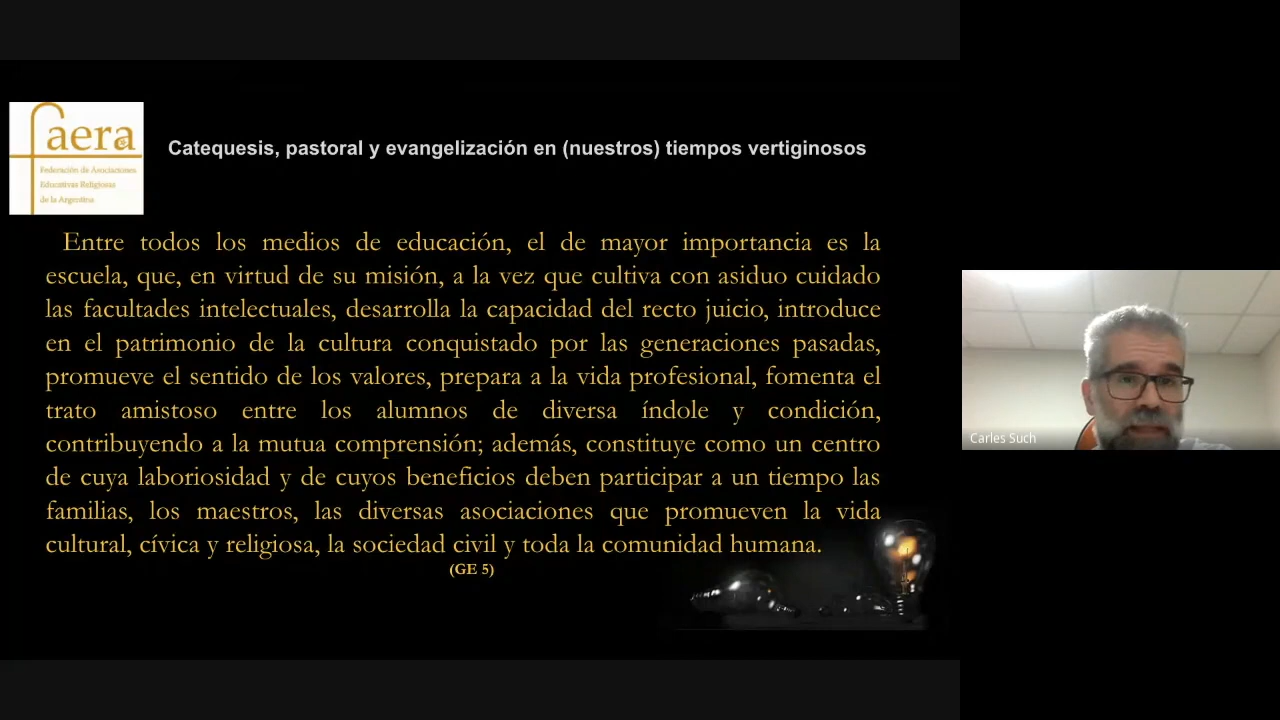 faera
Federación de Asociaciones
Educativas Religiosas
de la Argentina
Catequesis, pastoral y evangelización en (nuestros) tiempos vertiginosos
Entre todos los medios de educación, el de mayor importancia es la
escuela, que, en virtud de su misión, a la vez que cultiva con asiduo cuidado
las facultades intelectuales, desarrolla la capacidad del recto juicio, introduce
en el patrimonio de la cultura conquistado por las generaciones pasadas,
promueve el sentido de los valores, prepara a la vida profesional, fomenta el
trato amistoso entre los alumnos de diversa índole y condición,
contribuyendo a la mutua comprensión; además, constituye como un centro
de cuya laboriosidad y de cuyos beneficios deben participar a un tiempo las
familias, los maestros, las diversas asociaciones que promueven la vida
cultural, cívica y religiosa, la sociedad civil y toda la comunidad humana.
(GE 5)
Carles Such